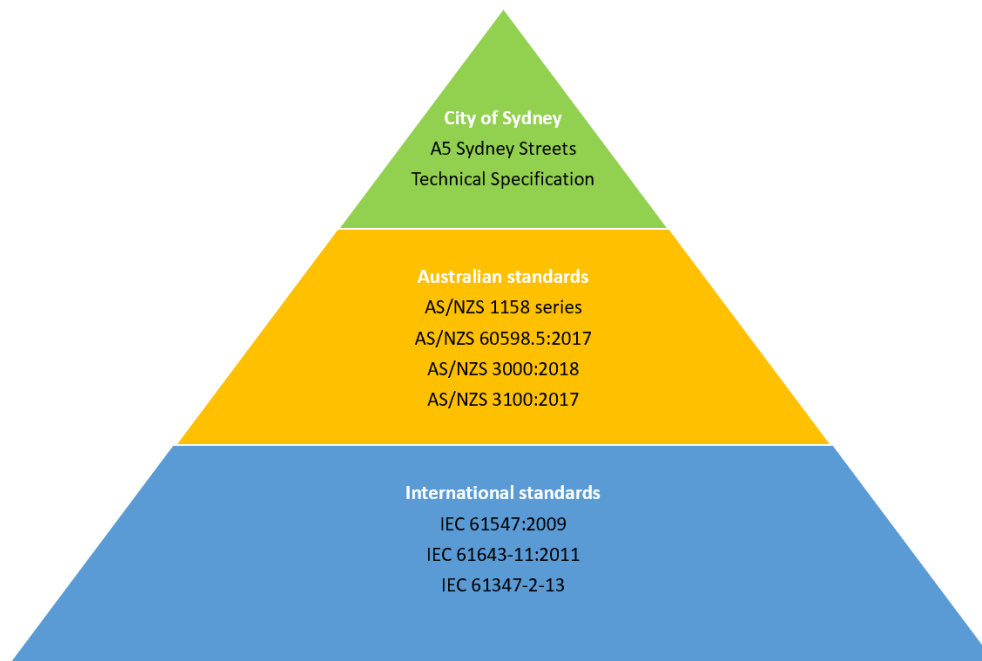 City of Sydney
A5 Sydney Streets
Technical Specification
Australian standards
AS/NZS 1158 series
AS/NZS 60598.5:2017
AS/NZS 3000:2018
AS/NZS 3100:2017
International standards
IEC 61547:2009
IEC 61643-11:2011
IEC 61347-2-13